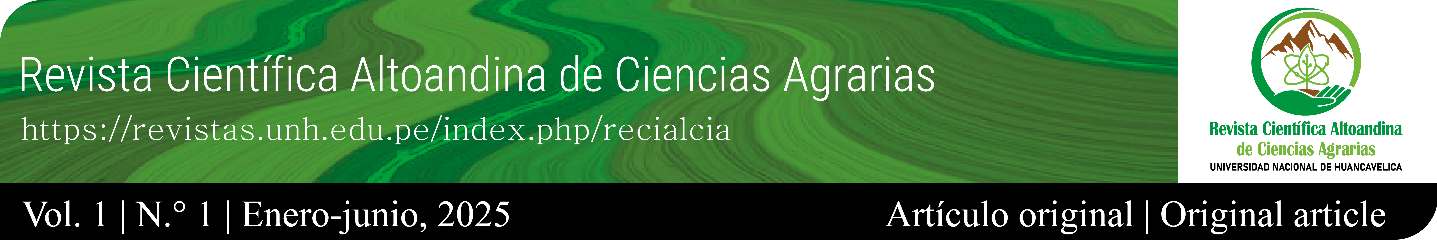 Revista Científica Altoandina de Ciencias Agrarias
https://revistas.unh.edu.pe/index.php/recialcia
Revista Científica Altoandina
de Ciencias Agrarias
UNIVERSIDAD NACIONAL DE HUANCAVELICA
Vol. 1 | N.° 1 | Enero-junio, 2025
Artículo original | Original article